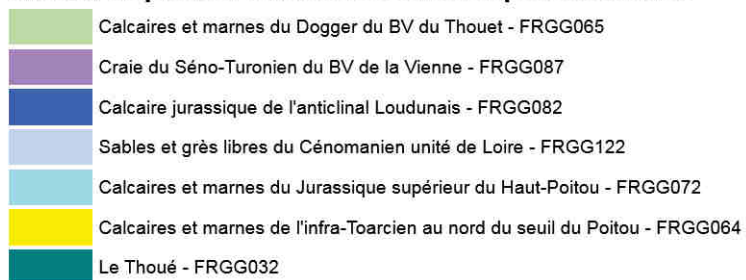 Calcaires et marnes du Dogger du BV du Thouet - FRGG065
Craie du Séno-Turonien du BV de la Vienne - FRGG087
Calcaire jurassique de l'anticlinal Loudunais - FRGG082
Sables et grès libres du Cénomanien unité de Loire - FRGG122
Calcaires et marnes du Jurassique supérieur du Haut-Poitou - FRGG072
Calcaires et marnes de l'infra-Toarcien au nord du seuil du Poitou - FRGG064
Le Thoué - FRGG032